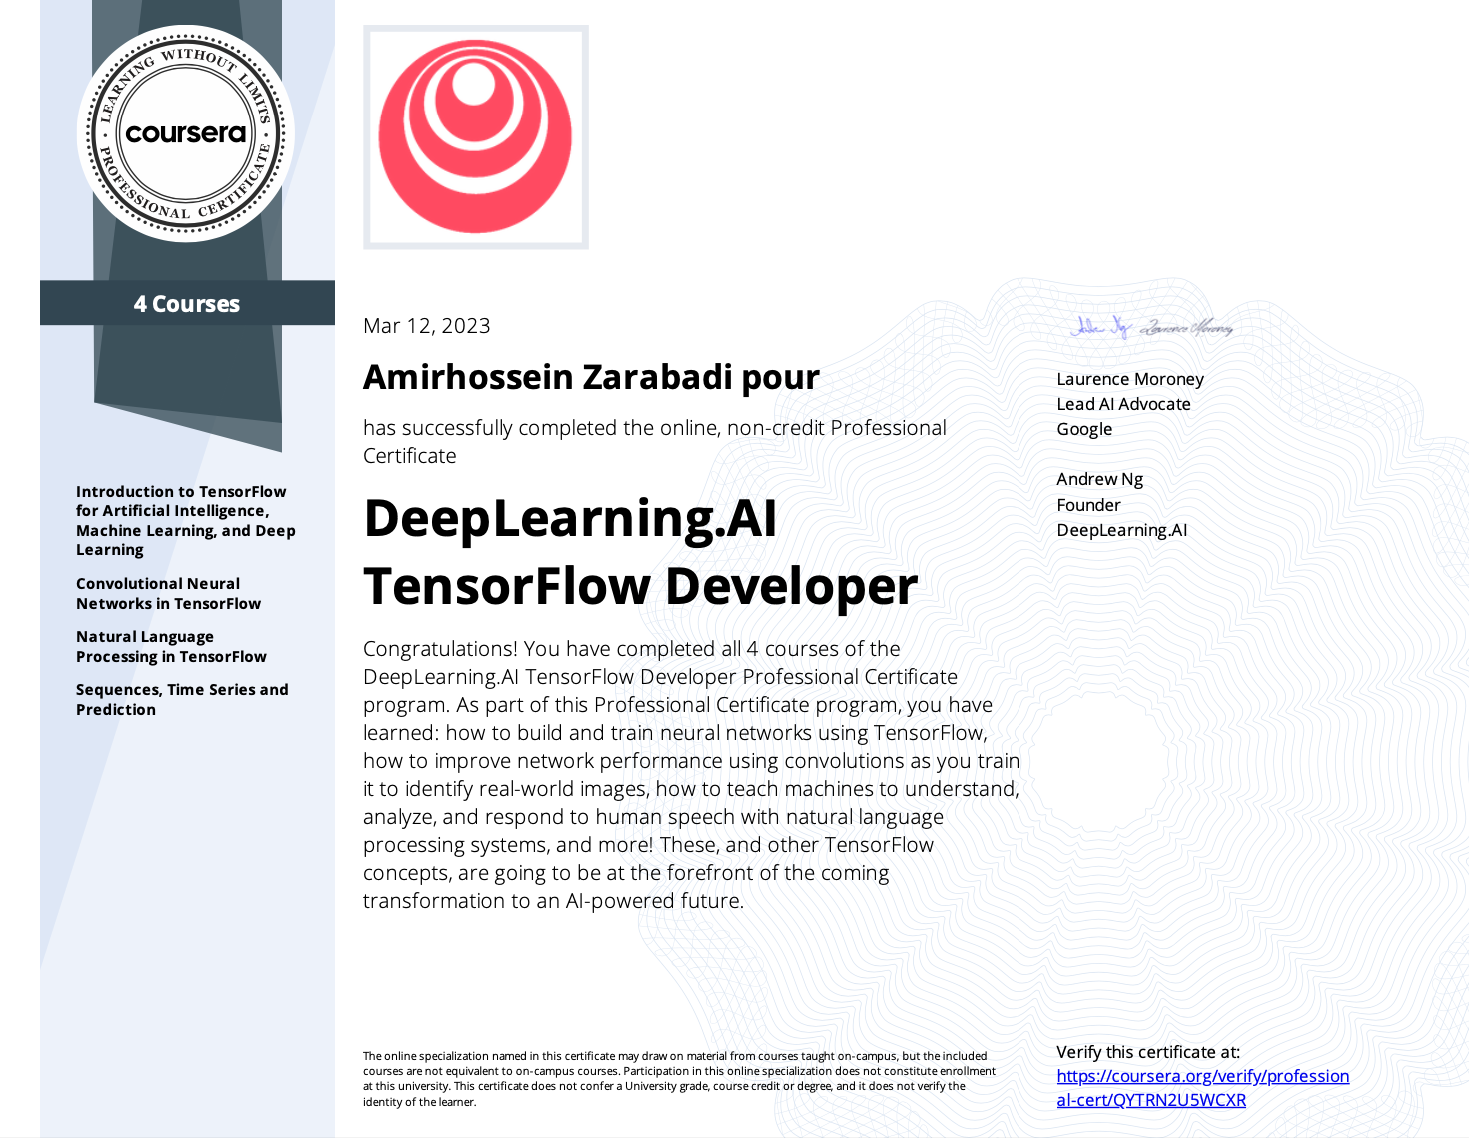 LEARNING WITHOUT LIMITS
coursera
PROFESSIONAL CERTIFICATE
4 Courses
Introduction to TensorFlow
for Artificial Intelligence,
Machine Learning, and Deep
Learning
Convolutional Neural
Networks in TensorFlow
Natural Language
Processing in TensorFlow
Sequences, Time Series and
Prediction
Mar 12, 2023
Amirhossein Zarabadi pour
has successfully completed the online, non-credit Professional
Certificate
DeepLearning.AI
TensorFlow Developer
Congratulations! You have completed all 4 courses of the
DeepLearning.AI TensorFlow Developer Professional Certificate
program. As part of this Professional Certificate program, you have
learned: how to build and train neural networks using TensorFlow,
how to improve network performance using convolutions as you train
it to identify real-world images, how to teach machines to understand,
analyze, and respond to human speech with natural language
processing systems, and more! These, and other TensorFlow
concepts, are going to be at the forefront of the coming
transformation to an AI-powered future.
The online specialization named in this certificate may draw on material from courses taught on-campus, but the included
courses are not equivalent to on-campus courses. Participation in this online specialization does not constitute enrollment
at this university. This certificate does not confer a University grade, course credit or degree, and it does not verify the
identity of the learner.
Laurence Moroney
Laurence Moroney
Lead AI Advocate
Google
Andrew Ng
Founder
DeepLearning.AI
Verify this certificate at:
https://coursera.org/verify/profession
al-cert/QYTRN2U5WCXR